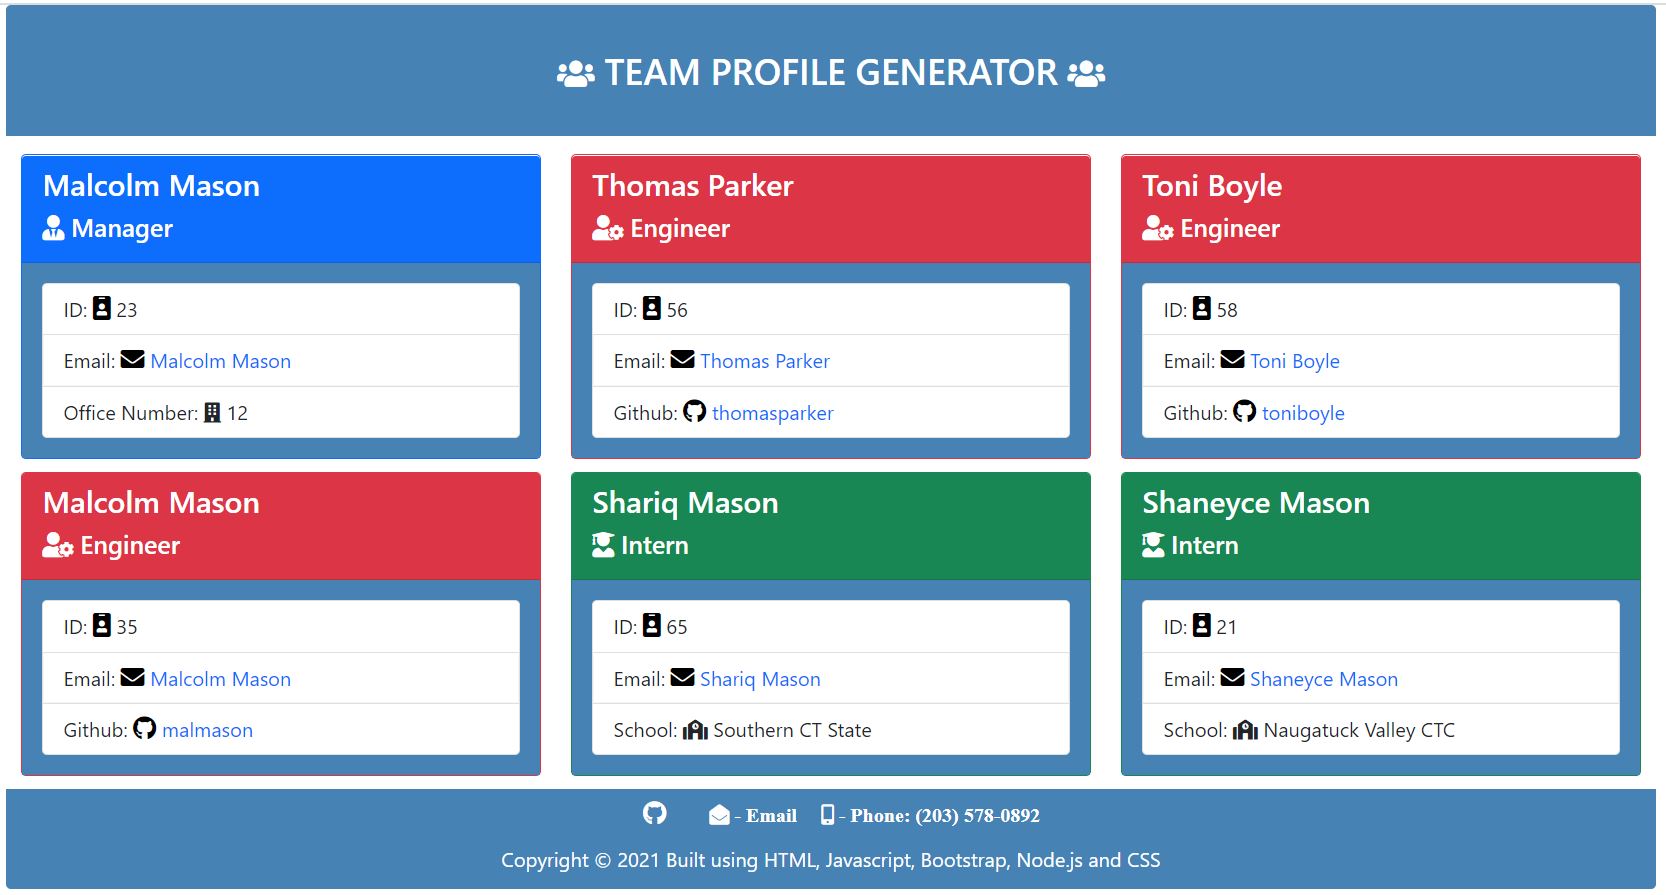 TEAM PROFILE GENERATOR
Malcolm Mason
Manager
ID: 23
Email: Malcolm Mason
Office Number: 12
Thomas Parker
Engineer
ID: 56
Email: Thomas Parker
Github: thomasparker
Toni Boyle
Engineer
ID: 58
Email: Toni Boyle
Github: toniboyle
Malcolm Mason
Engineer
ID: 35
Email: Malcolm Mason
Github: malmason
Shariq Mason
Intern
ID: 65
Email: Shariq Mason
School: Southern CT State
Shaneyce Mason
Intern
ID: 21
Email: Shaneyce Mason
School: Naugatuck Valley CTC
- Email - Phone: (203) 578-0892
Copyright © 2021 Built using HTML, Javascript, Bootstrap, Node.js and CSS